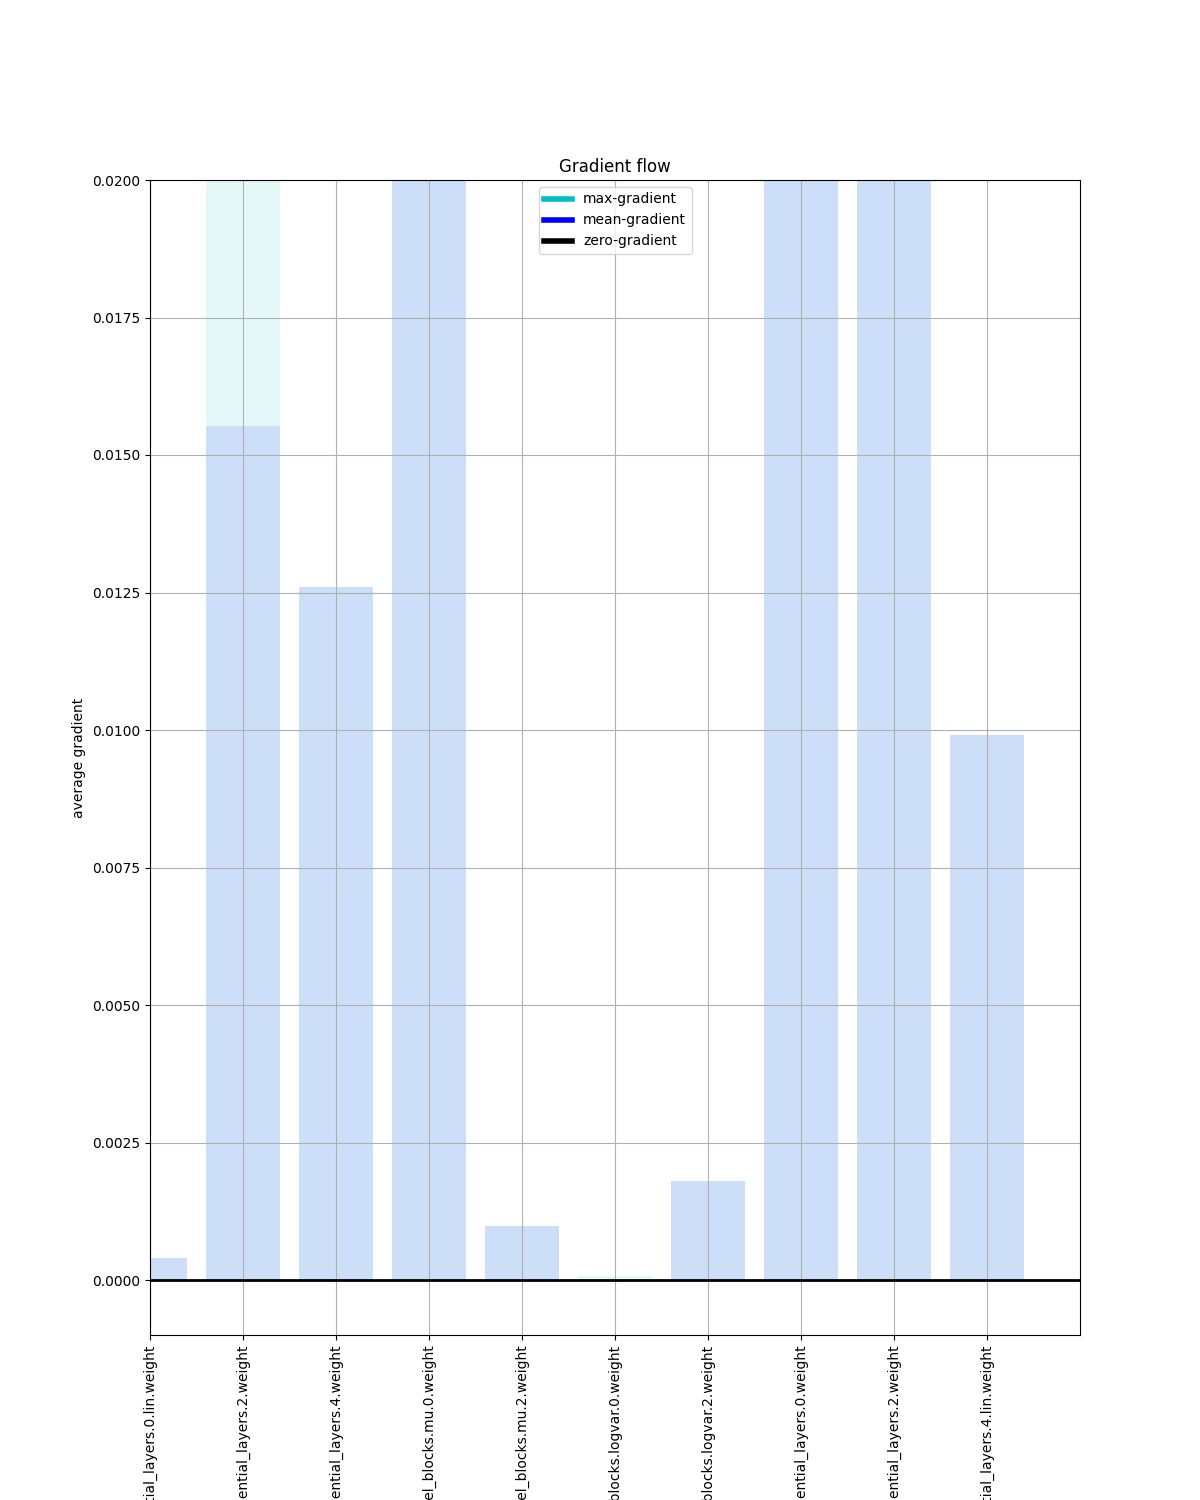 Gradient flow
max-gradient
mean-gradient
zero-gradient
average gradient
0.0200
0.0175
0.0150
0.0125
0.0100
0.0075
0.0050
0.0025
0.0000
tial_layers.0.lin.weight
ential_layers.2.weight
ential_layers.4.weight
el_blocks.mu.0.weight
el_blocks.mu.2.weight
blocks.logvar.0.weight
blocks.logvar.2.weight
ential_layers.0.weight
ential_layers.2.weight
tial_layers.4.lin.weight